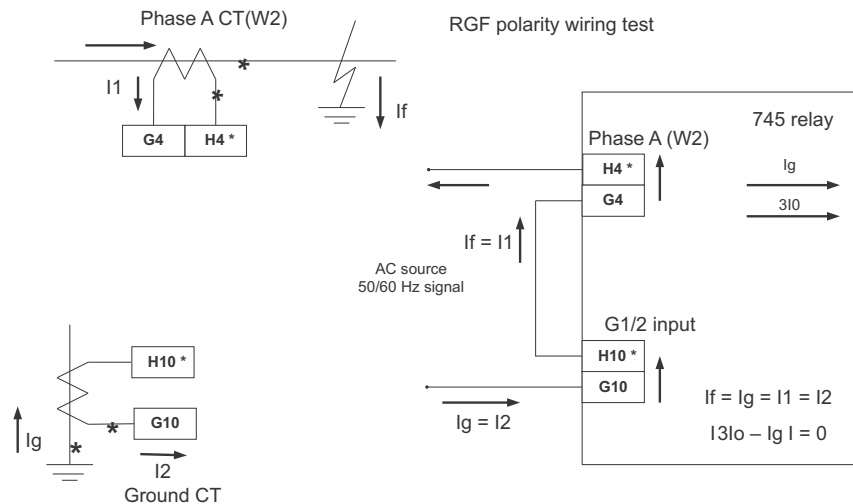 Phase A CT(W2)
RGF polarity wiring test
I1
If
G4
H4 *
745 relay
Phase A (W2)
H4 *
Ig
G4
3I0
If = I1
AC source
50/60 Hz signal
G1/2 input
H10 *
H10 *
G10
G10
Ig = I2
If = Ig = I1 = I2
I3Io – Ig I = 0
Ig
I2
Ground CT